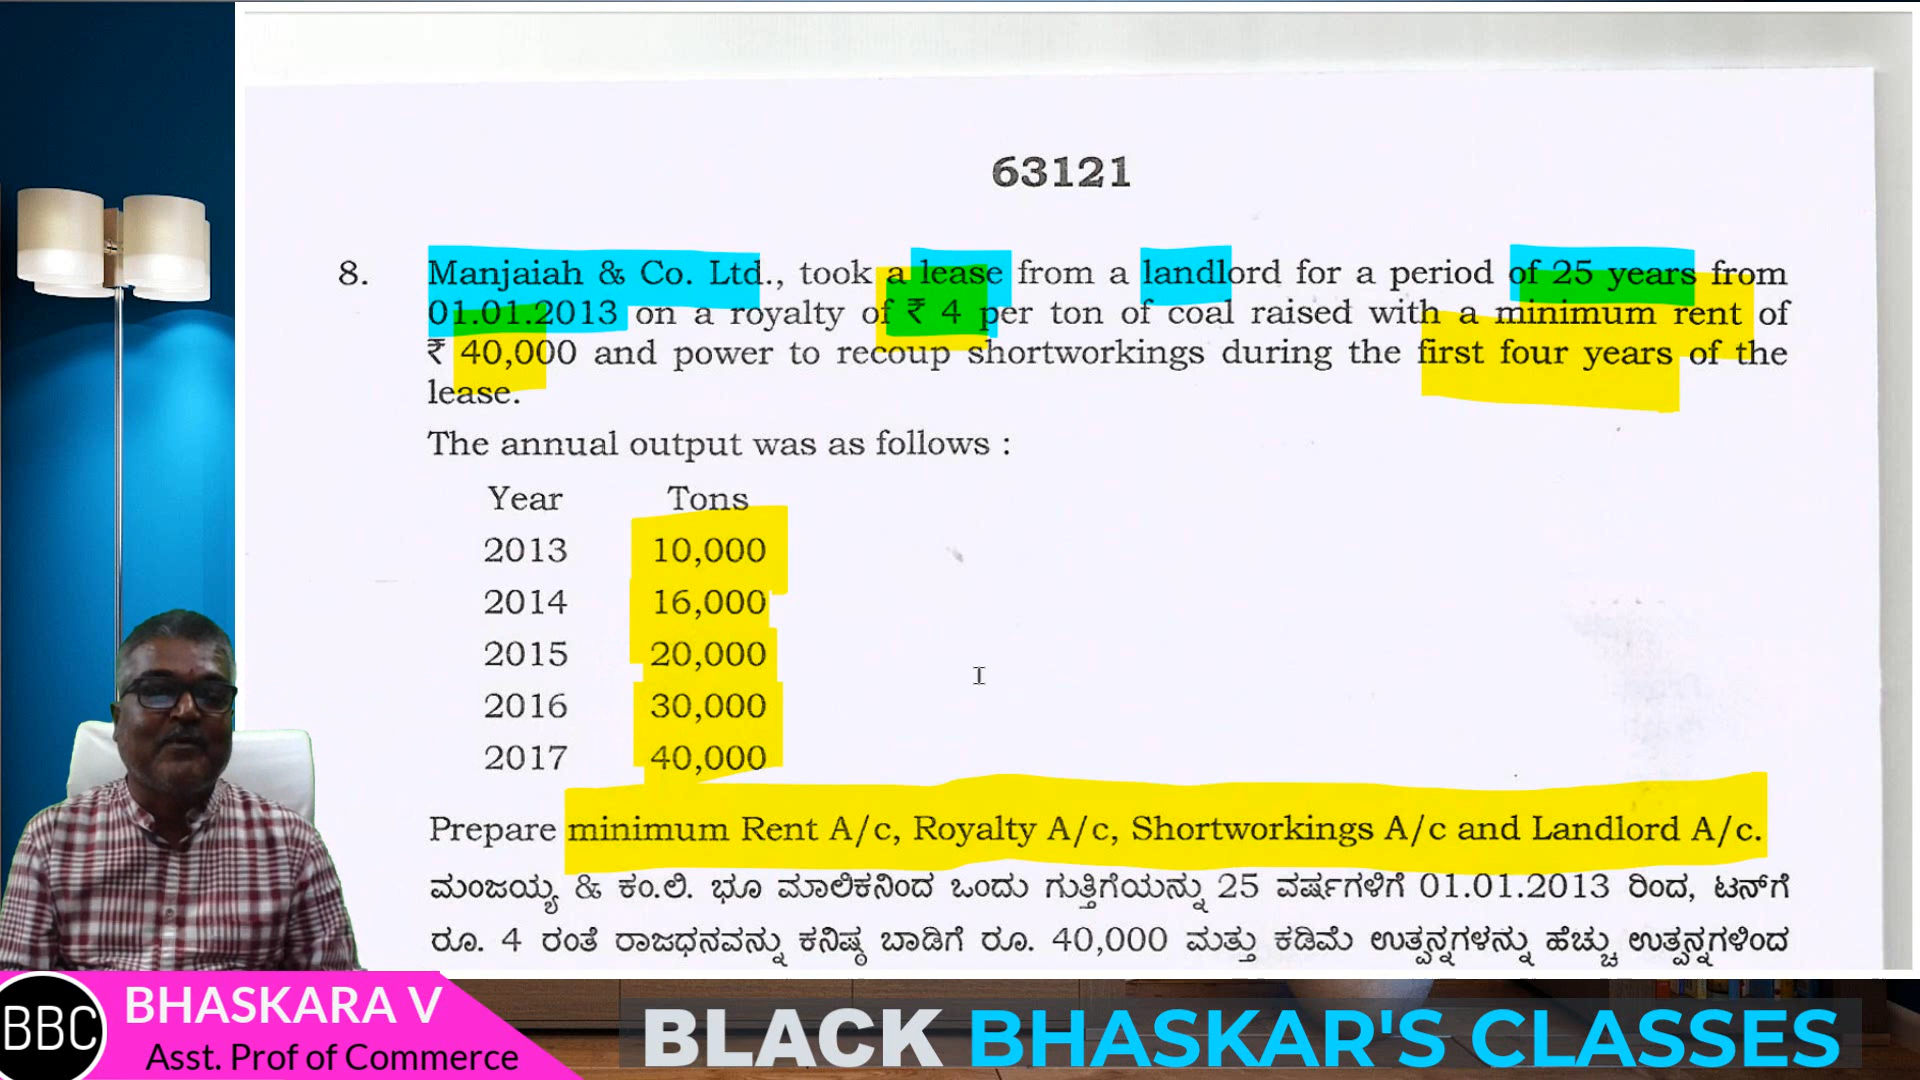 63121
8. Manjaiah & Co. Ltd., took a lease from a landlord for a period of 25 years from
01.01.2013 on a royalty of ₹ 4 per ton of coal raised with a minimum rent of
₹ 40,000 and power to recoup shortworkings during the first four years of the
lease.
The annual output was as follows :
Year Tons
2013 10,000
2014 16,000
2015 20,000
2016 30,000
2017 40,000
Prepare minimum Rent A/c, Royalty A/c, Shortworkings A/c and Landlord A/c.
ಮಂಜಯ್ಯ & ಕಂ.ಲಿ. ಭೂ ಮಾಲಿಕನಿಂದ ಒಂದು ಗುತ್ತಿಗೆಯನ್ನು 25 ವರ್ಷಗಳಿಗೆ 01.01.2013 ರಿಂದ, ಟನ್‌ಗೆ
ರೂ. 4 ರಂತೆ ರಾಜಧನವನ್ನು ಕನಿಷ್ಠ ಬಾಡಿಗೆ ರೂ. 40,000 ಮತ್ತು ಕಡಿಮೆ ಉತ್ಪನ್ನಗಳನ್ನು ಹೆಚ್ಚು ಉತ್ಪನ್ನಗಳಿಂದ
BBC
BHASKARA V
Asst. Prof of Commerce
BLACK BHASKAR'S CLASSES